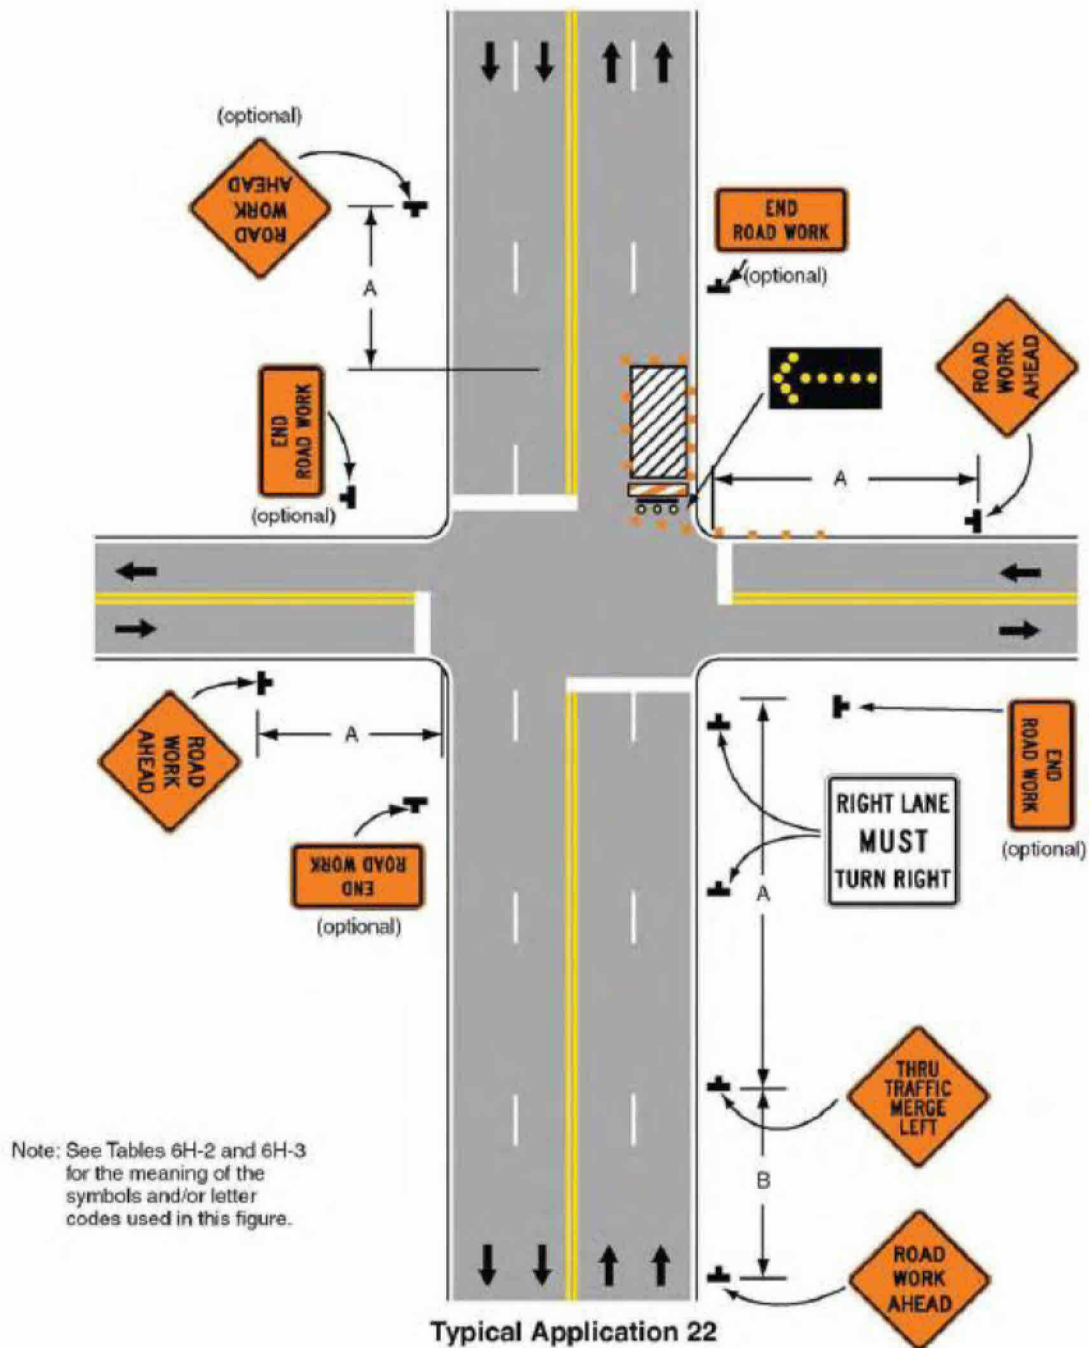 (optional)
ROAD
WORK
AHEAD
END
ROAD WORK
(optional)
A
ROAD
WORK
AHEAD
END
ROAD WORK
(optional)
A
ROAD
WORK
AHEAD
A
END
ROAD WORK
(optional)
RIGHT LANE
MUST
TURN RIGHT
END
ROAD WORK
(optional)
A
THRU
TRAFFIC
MERGE
LEFT
B
Note: See Tables 6H-2 and 6H-3
for the meaning of the
symbols and/or letter
codes used in this figure.
ROAD
WORK
AHEAD
Typical Application 22